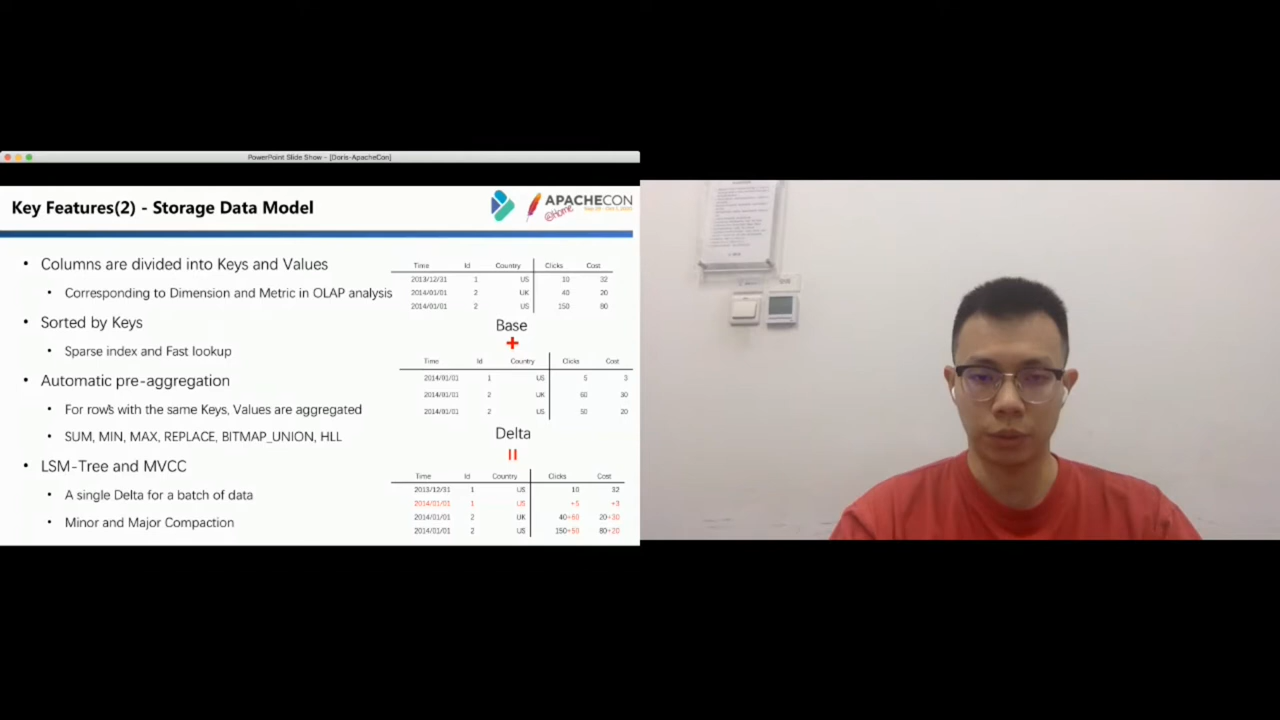 PowerPoint Slide Show - [Doris-ApacheCon]
Key Features(2) - Storage Data Model
APACHECON
@Home
• Columns are divided into Keys and Values
• Corresponding to Dimension and Metric in OLAP analysis
• Sorted by Keys
• Sparse index and Fast lookup
• Automatic pre-aggregation
• For rows with the same Keys, Values are aggregated
• SUM, MIN, MAX, REPLACE, BITMAP_UNION, HLL
• LSM-Tree and MVCC
• A single Delta for a batch of data
• Minor and Major Compaction
Time Id Country Clicks Cost
2013/12/31 1 US 10 32
2014/01/01 2 UK 40 20
2014/01/01 2 US 150 80
Base
+
Time Id Country Clicks Cost
2014/01/01 1 US 5 3
2014/01/01 2 UK 60 30
2014/01/01 2 US 50 20
Delta
=
Time Id Country Clicks Cost
2013/12/31 1 US 10 32
2014/01/01 1 US +5 +3
2014/01/01 2 UK 40+60 20+30
2014/01/01 2 US 150+50 80+20